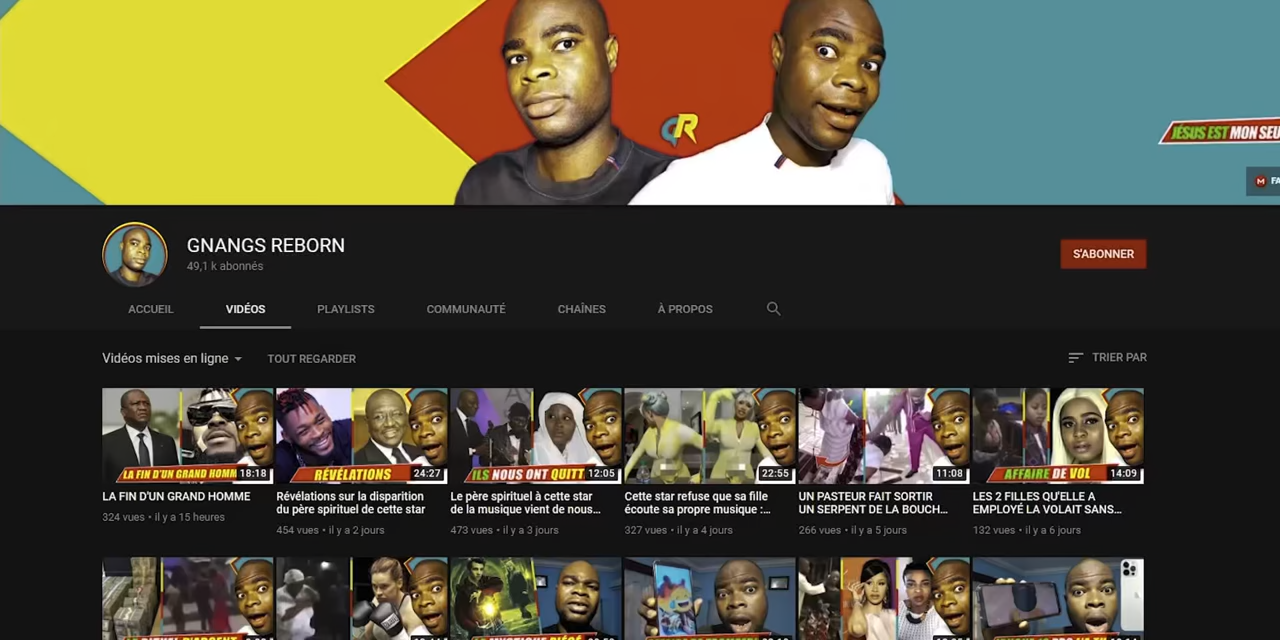 JÉSUS EST MON SEU
GNANGS REBORN
49,1 k abonnés
S'ABONNER
ACCUEIL
VIDÉOS
PLAYLISTS
COMMUNAUTÉ
CHAÎNES
À PROPOS
Vidéos mises en ligne
TOUT REGARDER
TRIER PAR
LA FIN D'UN GRAND HOMM
18:18
RÉVÉLATIONS
24:27
ILS NOUS ONT QUITT
12:05
22:55
11:08
AFFAIRE DE VOL
14:09
LA FIN D'UN GRAND HOMME
324 vues • il y a 15 heures
Révélations sur la disparition
du père spirituel de cette star
454 vues • il y a 2 jours
Le père spirituel à cette star
de la musique vient de nous...
473 vues • il y a 3 jours
Cette star refuse que sa fille
écoute sa propre musique :...
327 vues • il y a 4 jours
UN PASTEUR FAIT SORTIR
UN SERPENT DE LA BOUCH...
266 vues • il y a 5 jours
LES 2 FILLES QU'ELLE A
EMPLOYÉ LA VOLAIT SANS...
132 vues • il y a 6 jours